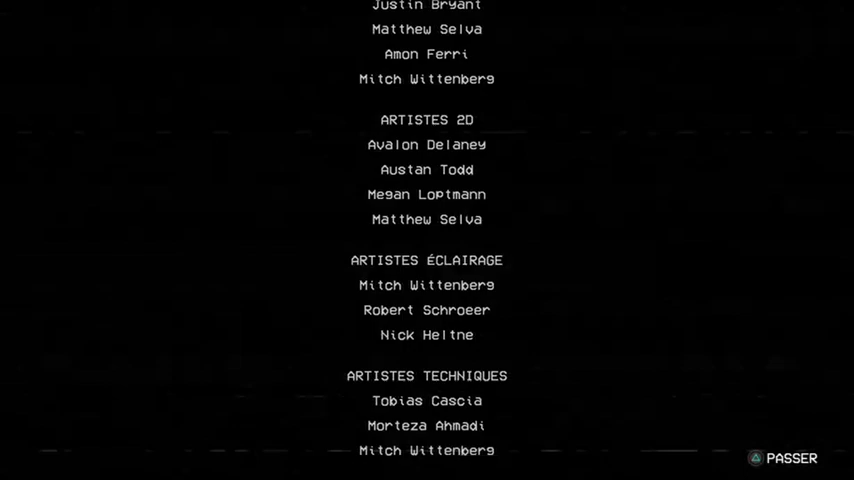 Justin Bryant
Matthew Selva
Amon Ferri
Mitch Wittenberg
ARTISTES 2D
Avalon Delaney
Austan Todd
Megan Loptmann
Matthew Selva
ARTISTES ÉCLAIRAGE
Mitch Wittenberg
Robert Schroeer
Nick Heltne
ARTISTES TECHNIQUES
Tobias Cascia
Morteza Ahmadi
Mitch Wittenberg
PASSER